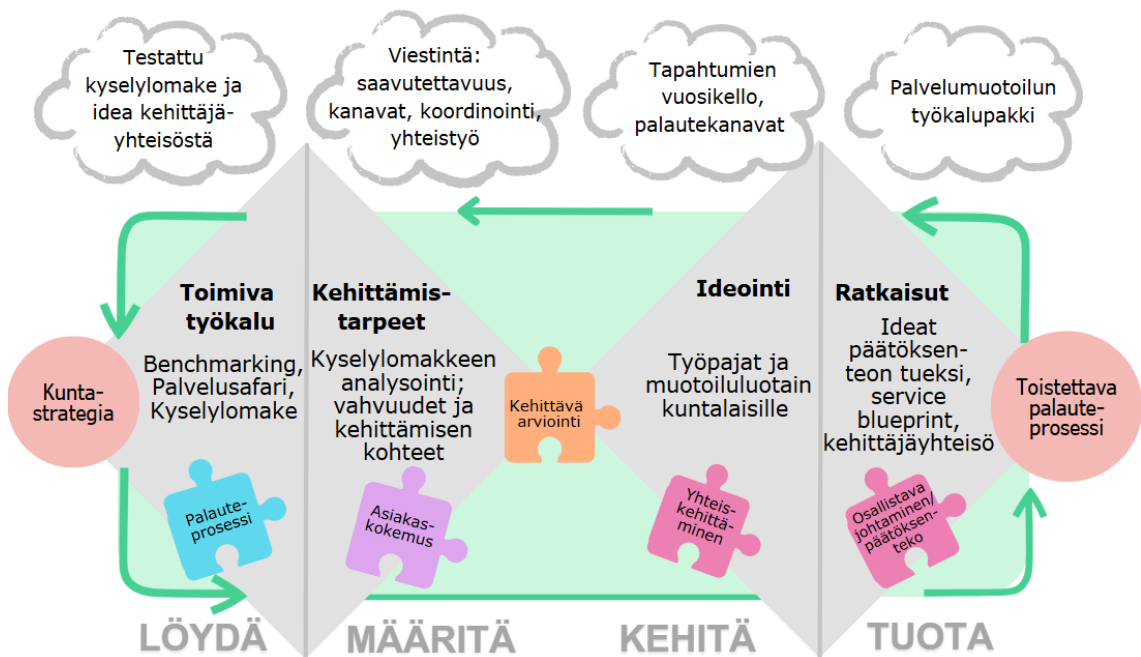 Testattu
kyselylomake ja
idea kehittäjä-
yhteisöstä
Viestintä:
saavutettavuus,
kanavat, koordinointi,
yhteistyö
Tapahtumien
vuosikello,
palautekanavat
Palvelumuotoilun
työkalupakki
Kunta-
strategia
Toimiva
työkalu
Benchmarking,
Palvelusafari,
Kyselylomake
Palaute-
prosessi
Kehittämis-
tarpeet
Kyselylomakkeen
analysointi;
vahvuudet ja
kehittämisen
kohteet
Asiakas-
kokemus
Kehittävä
arviointi
Ideointi
Työpajat ja
muotoiluluotain
kuntalaisille
Yhteis-
kehittä-
minen
Ratkaisut
Ideat
päätöksen-
teon tueksi,
service
blueprint,
kehittäjäyhteisö
Osallistava
johtaminen/
päätöksen-
teko
Toistettava
palaute-
prosessi
LÖYDÄ
MÄÄRITÄ
KEHITÄ
TUOTA